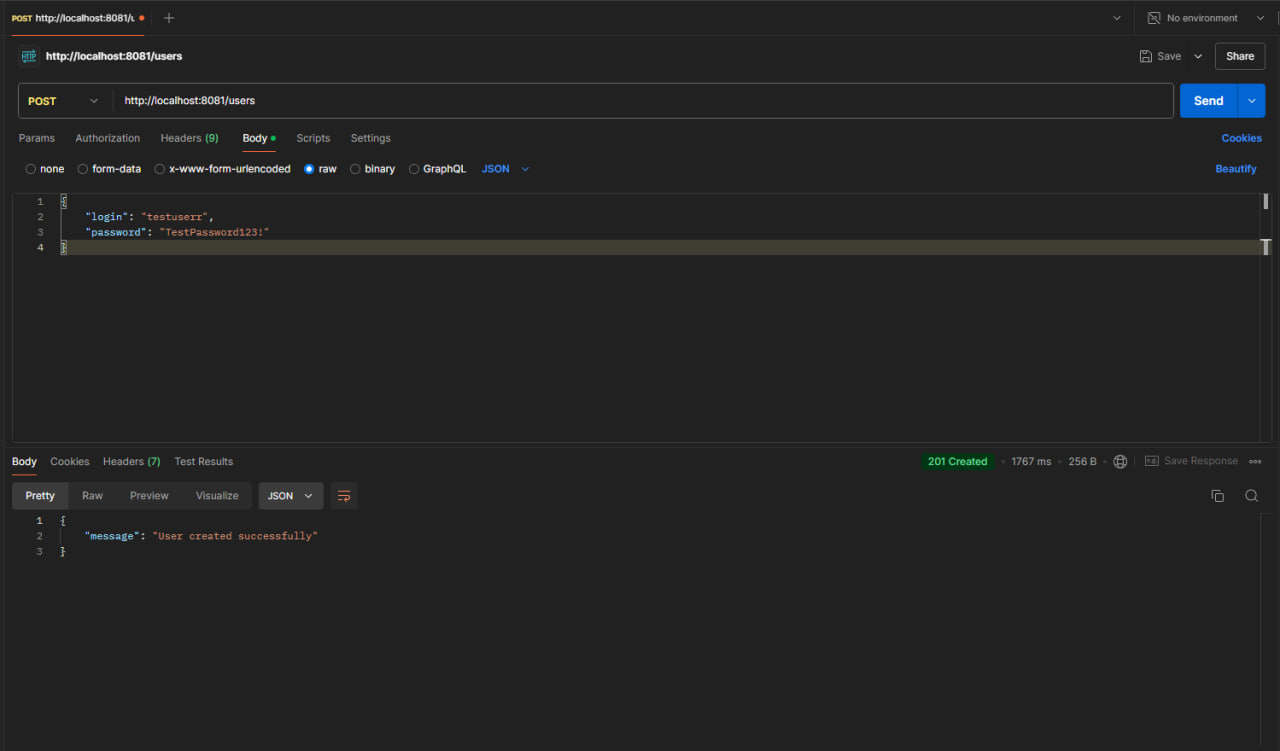 POST http://localhost:8081/u
No environment
HTTP http://localhost:8081/users
Save
Share
POST http://localhost:8081/users
Send
Params Authorization Headers (9) Body Scripts Settings
Cookies
none form-data x-www-form-urlencoded raw binary GraphQL JSON
Beautify
1 {
2 "login": "testuserr",
3 "password": "TestPassword123!"
4 }
Body Cookies Headers (7) Test Results
201 Created 1767 ms 256 B
Save Response
Pretty Raw Preview Visualize JSON
1 {
2 "message": "User created successfully"
3 }